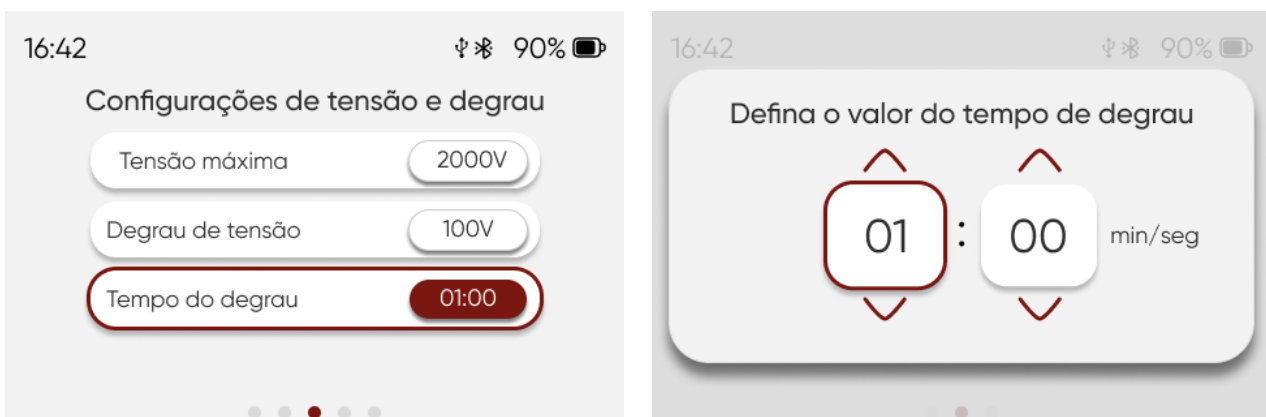 16:42 90%
Configurações de tensão e degrau
Tensão máxima 2000V
Degrau de tensão 100V
Tempo do degrau 01:00
16:42 90%
Defina o valor do tempo de degrau
01 : 00 min/seg